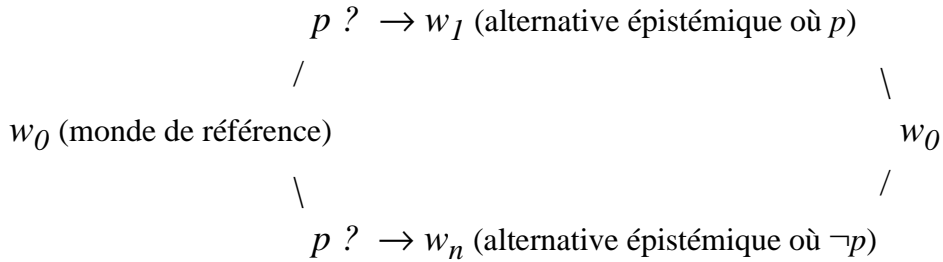 p ? → w1 (alternative épistémique où p)
/ \
w0 (monde de référence) w0
\ /
p ? → wn (alternative épistémique où ¬p)